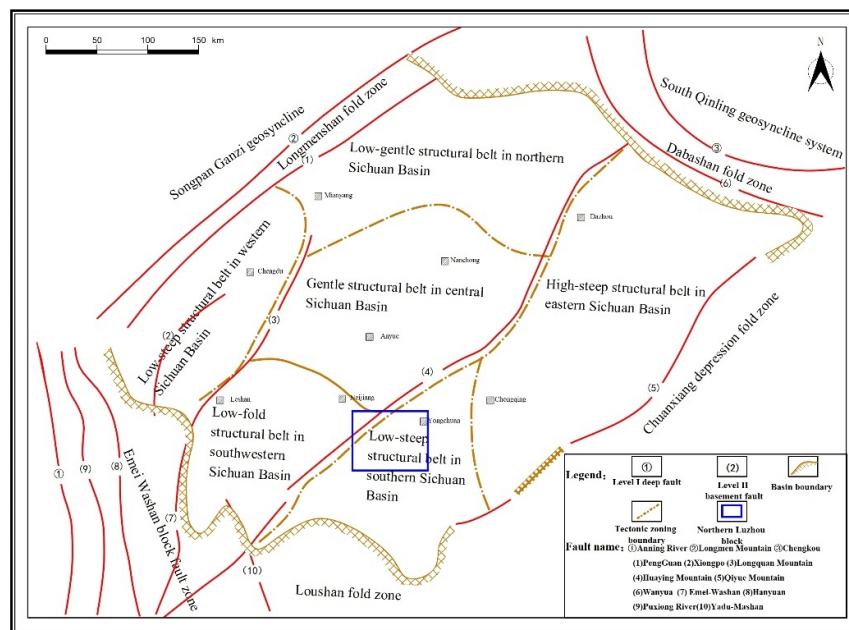 0 50 100 150 km
N
Songpan Ganzi geosyncline
②
Longmenshan fold zone
(1)
South Qinling geosyncline system
③
Dabashan fold zone
(6)
Low-gentle structural belt in northern
Sichuan Basin
Mianyang
Dazhou
Nanchong
Chengdu
Low-steep structural belt in western
Sichuan Basin
(2)
(3)
Gentle structural belt in central
Sichuan Basin
High-steep structural belt in
eastern Sichuan Basin
Anyue
(4)
(5)
Chuanxiang depression fold zone
Leshan
Neijiang
Yongchuna
Chongqing
Low-fold
structural belt in
southwestern
Sichuan Basin
Low-steep
structural belt in
southern Sichuan
Basin
①
(9)
(8)
(7)
Emei Washan block fault zone
(10)
Loushan fold zone
Legend:
①
Level I deep fault
(2)
Level II
basement fault
Basin boundary
Tectonic zoning
boundary
Northern Luzhou
block
Fault name: ①Anning River ②Longmen Mountain ③Chengkou
(1)PengGuan (2)Xiongpo (3)Longquan Mountain
(4)Huaying Mountain (5)Qiyue Mountain
(6)Wanyua (7) Emel-Washan (8)Hanyuan
(9)Puxiong River(10)Yadu-Mashan